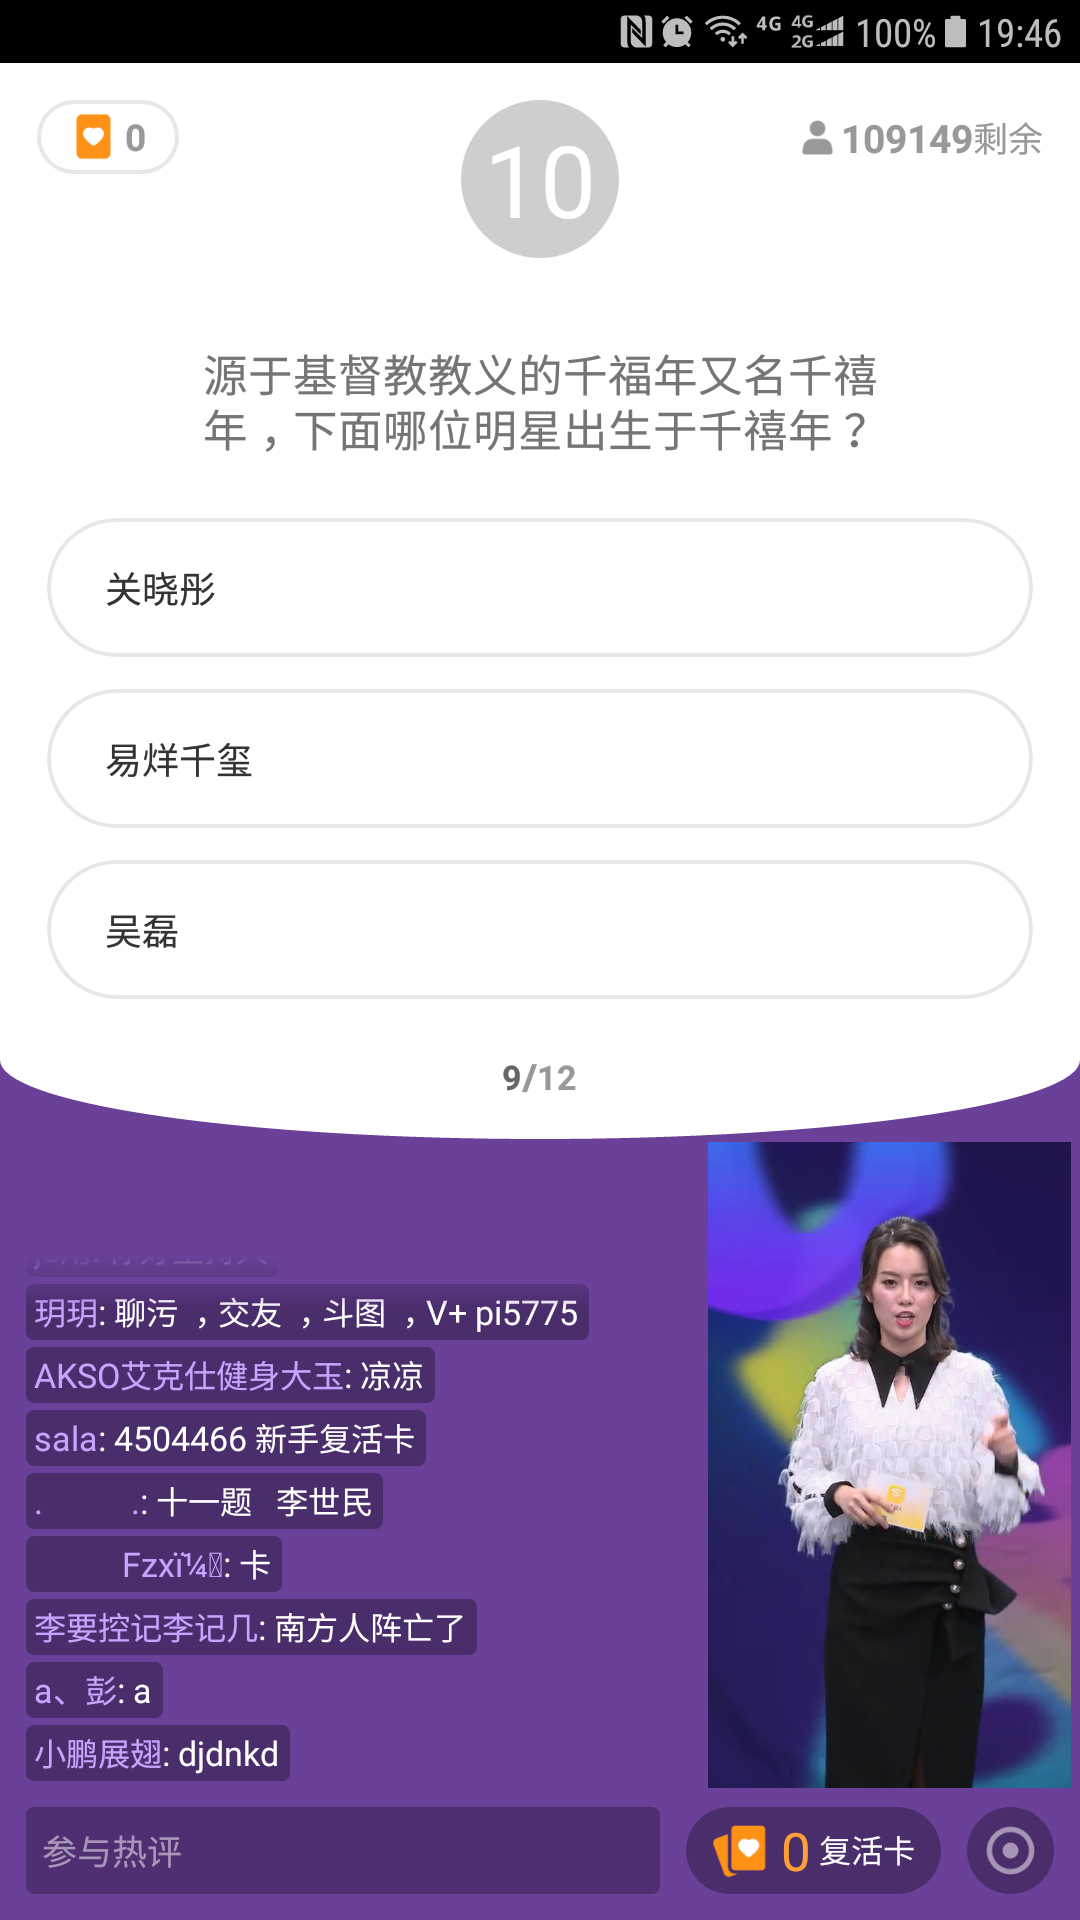 4G 4G 2G 100% 19:46
0
10
109149剩余
源于基督教教义的千福年又名千禧
年，下面哪位明星出生于千禧年？
关晓彤
易烊千玺
吴磊
9/12
玥玥: 聊污 ，交友 ，斗图 ，V+ pi5775
AKSO艾克仕健身大玉: 凉凉
sala: 4504466 新手复活卡
. .: 十一题 李世民
Fzxï¼: 卡
李要控记李记几: 南方人阵亡了
a、彭: a
小鹏展翅: djdnkd
参与热评
0 复活卡